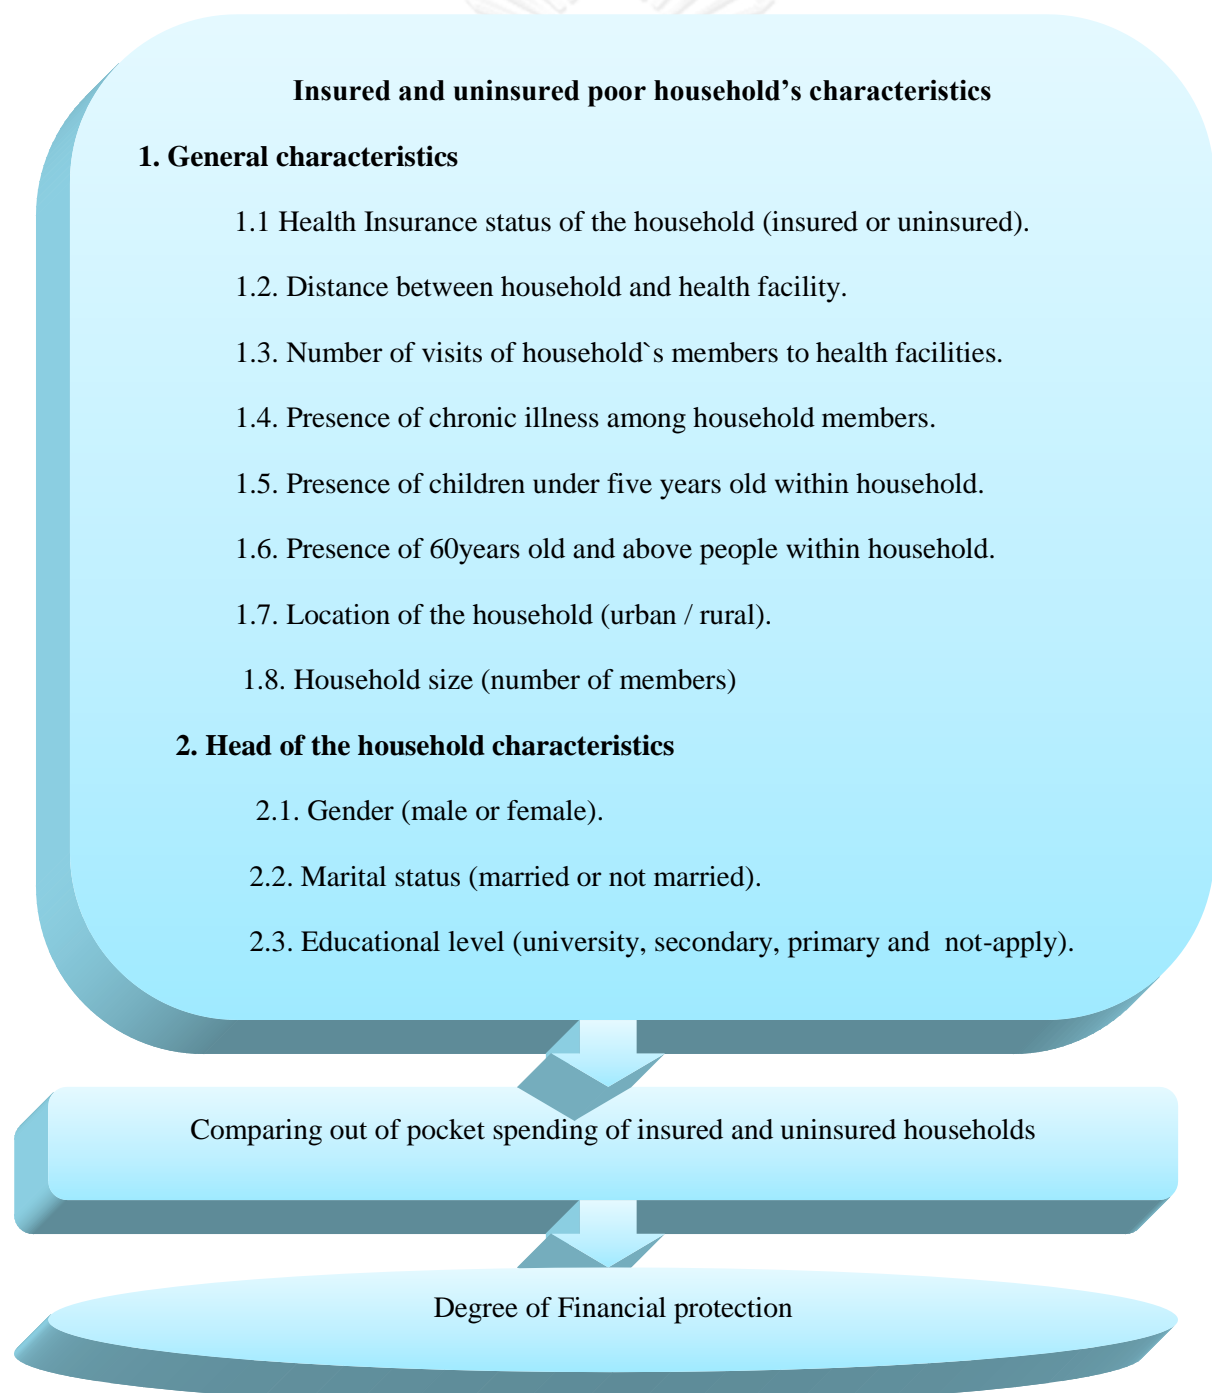 Insured and uninsured poor household’s characteristics
1. General characteristics
1.1 Health Insurance status of the household (insured or uninsured).
1.2. Distance between household and health facility.
1.3. Number of visits of household`s members to health facilities.
1.4. Presence of chronic illness among household members.
1.5. Presence of children under five years old within household.
1.6. Presence of 60years old and above people within household.
1.7. Location of the household (urban / rural).
1.8. Household size (number of members)
2. Head of the household characteristics
2.1. Gender (male or female).
2.2. Marital status (married or not married).
2.3. Educational level (university, secondary, primary and  not-apply).
Comparing out of pocket spending of insured and uninsured households
Degree of Financial protection